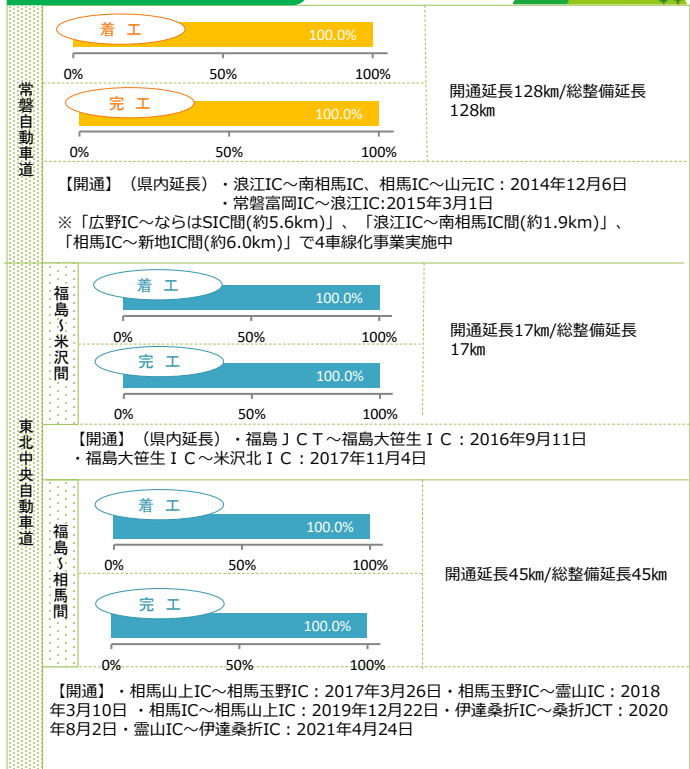 常磐自動車道
着 工
100.0%
0% 50% 100%
完 工
100.0%
0% 50% 100%
開通延長128㎞/総整備延長
128㎞
【開通】（県内延長）・浪江IC～南相馬IC、相馬IC～山元IC：2014年12月6日
・常磐富岡IC～浪江IC:2015年3月1日
※「広野IC～ならはSIC間(約5.6km)」、「浪江IC～南相馬IC間(約1.9km)」、
「相馬IC～新地IC間(約6.0km)」で4車線化事業実施中
東北中央自動車道
福島～米沢間
着 工
100.0%
0% 50% 100%
完 工
100.0%
0% 50% 100%
開通延長17㎞/総整備延長
17㎞
【開通】（県内延長）・福島ＪＣＴ～福島大笹生ＩＣ：2016年9月11日
・福島大笹生ＩＣ～米沢北ＩＣ：2017年11月4日
福島～相馬間
着 工
100.0%
0% 50% 100%
完 工
100.0%
0% 50% 100%
開通延長45㎞/総整備延長45㎞
【開通】・相馬山上IC～相馬玉野IC：2017年3月26日・相馬玉野IC～霊山IC：2018
年3月10日 ・相馬IC～相馬山上IC：2019年12月22日・伊達桑折IC～桑折JCT：2020
年8月2日・霊山IC～伊達桑折IC：2021年4月24日